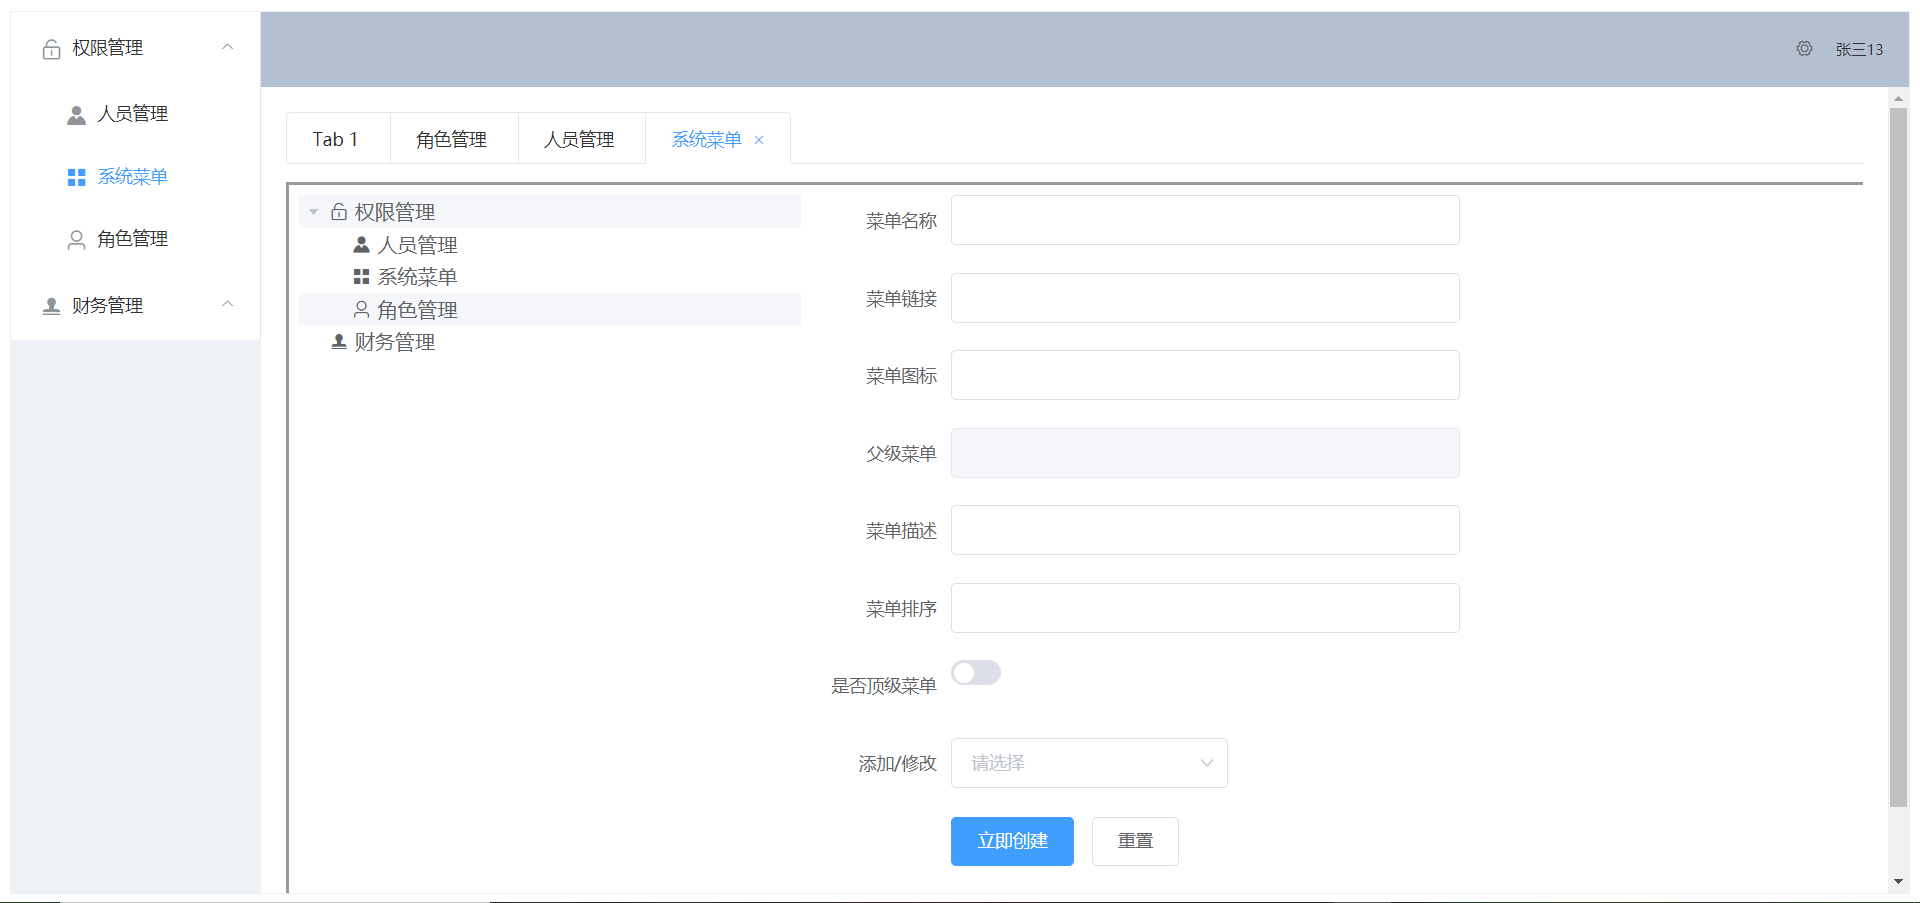 权限管理
人员管理
系统菜单
角色管理
财务管理
张三13
Tab 1
角色管理
人员管理
系统菜单
权限管理
人员管理
系统菜单
角色管理
财务管理
菜单名称
菜单链接
菜单图标
父级菜单
菜单描述
菜单排序
是否顶级菜单
添加/修改
请选择
立即创建
重置